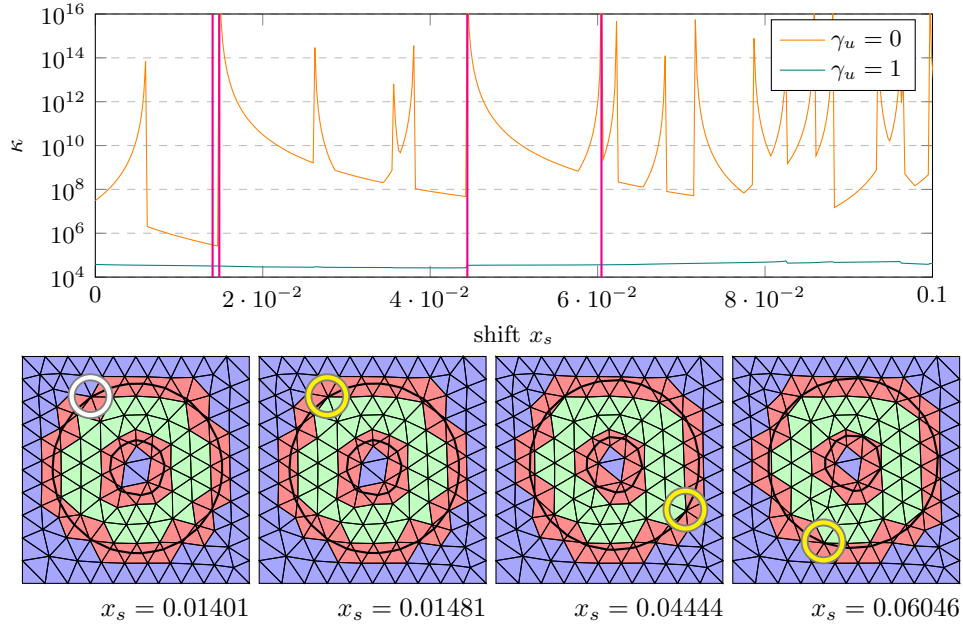 10^16
10^14
10^12
10^10
10^8
10^6
10^4
κ
γ_u = 0
γ_u = 1
0 2 · 10^−2 4 · 10^−2 6 · 10^−2 8 · 10^−2 0.1
shift x_s
x_s = 0.01401 x_s = 0.01481 x_s = 0.04444 x_s = 0.06046